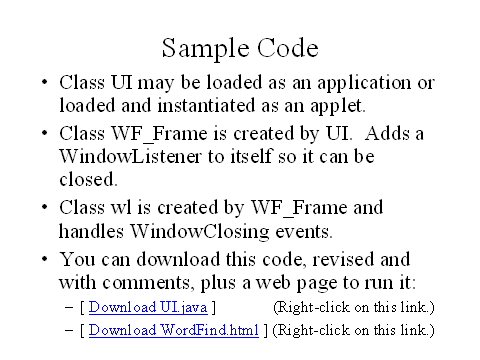 Sample Code
• Class UI may be loaded as an application or
loaded and instantiated as an applet.
• Class WF_Frame is created by UI.  Adds a
WindowListener to itself so it can be
closed.
• Class wl is created by WF_Frame and
handles WindowClosing events.
• You can download this code, revised and
with comments, plus a web page to run it:
– [ Download UI.java ] (Right-click on this link.)
– [ Download WordFind.html ] (Right-click on this link.)